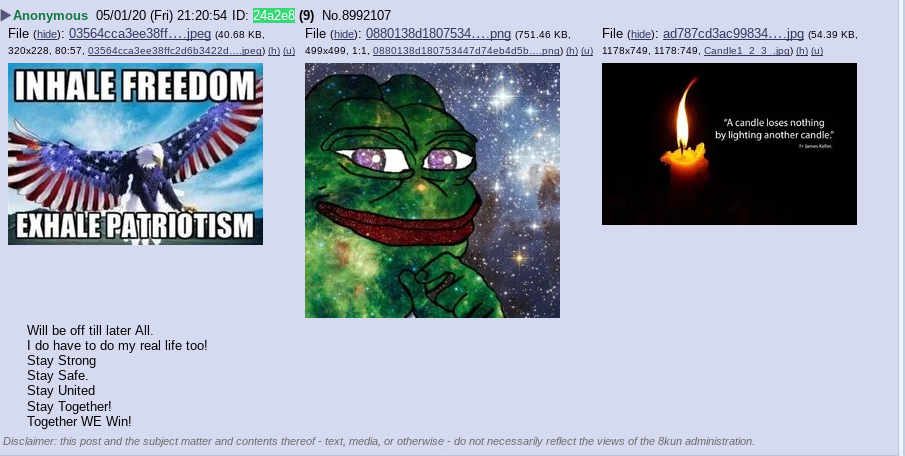 ▶Anonymous 05/01/20 (Fri) 21:20:54 ID: 24a2e8 (9) No.8992107
File (hide): 03564cca3ee38ff….jpeg (40.68 KB,
320x228, 80:57, 03564cca3ee38ffc2d6b3422d….jpeg) (h) (u)
INHALE FREEDOM
EXHALE PATRIOTISM
File (hide): 0880138d1807534….png (751.46 KB,
499x499, 1:1, 0880138d180753447d74eb4d5b….png) (h) (u)
File (hide): ad787cd3ac99834….jpg (54.39 KB,
1178x749, 1178:749, Candle1_2_3_.jpg) (h) (u)
"A candle loses nothing
by lighting another candle."
Fr James Keller
Will be off till later All.
I do have to do my real life too!
Stay Strong
Stay Safe.
Stay United
Stay Together!
Together WE Win!
Disclaimer: this post and the subject matter and contents thereof - text, media, or otherwise - do not necessarily reflect the views of the 8kun administration.